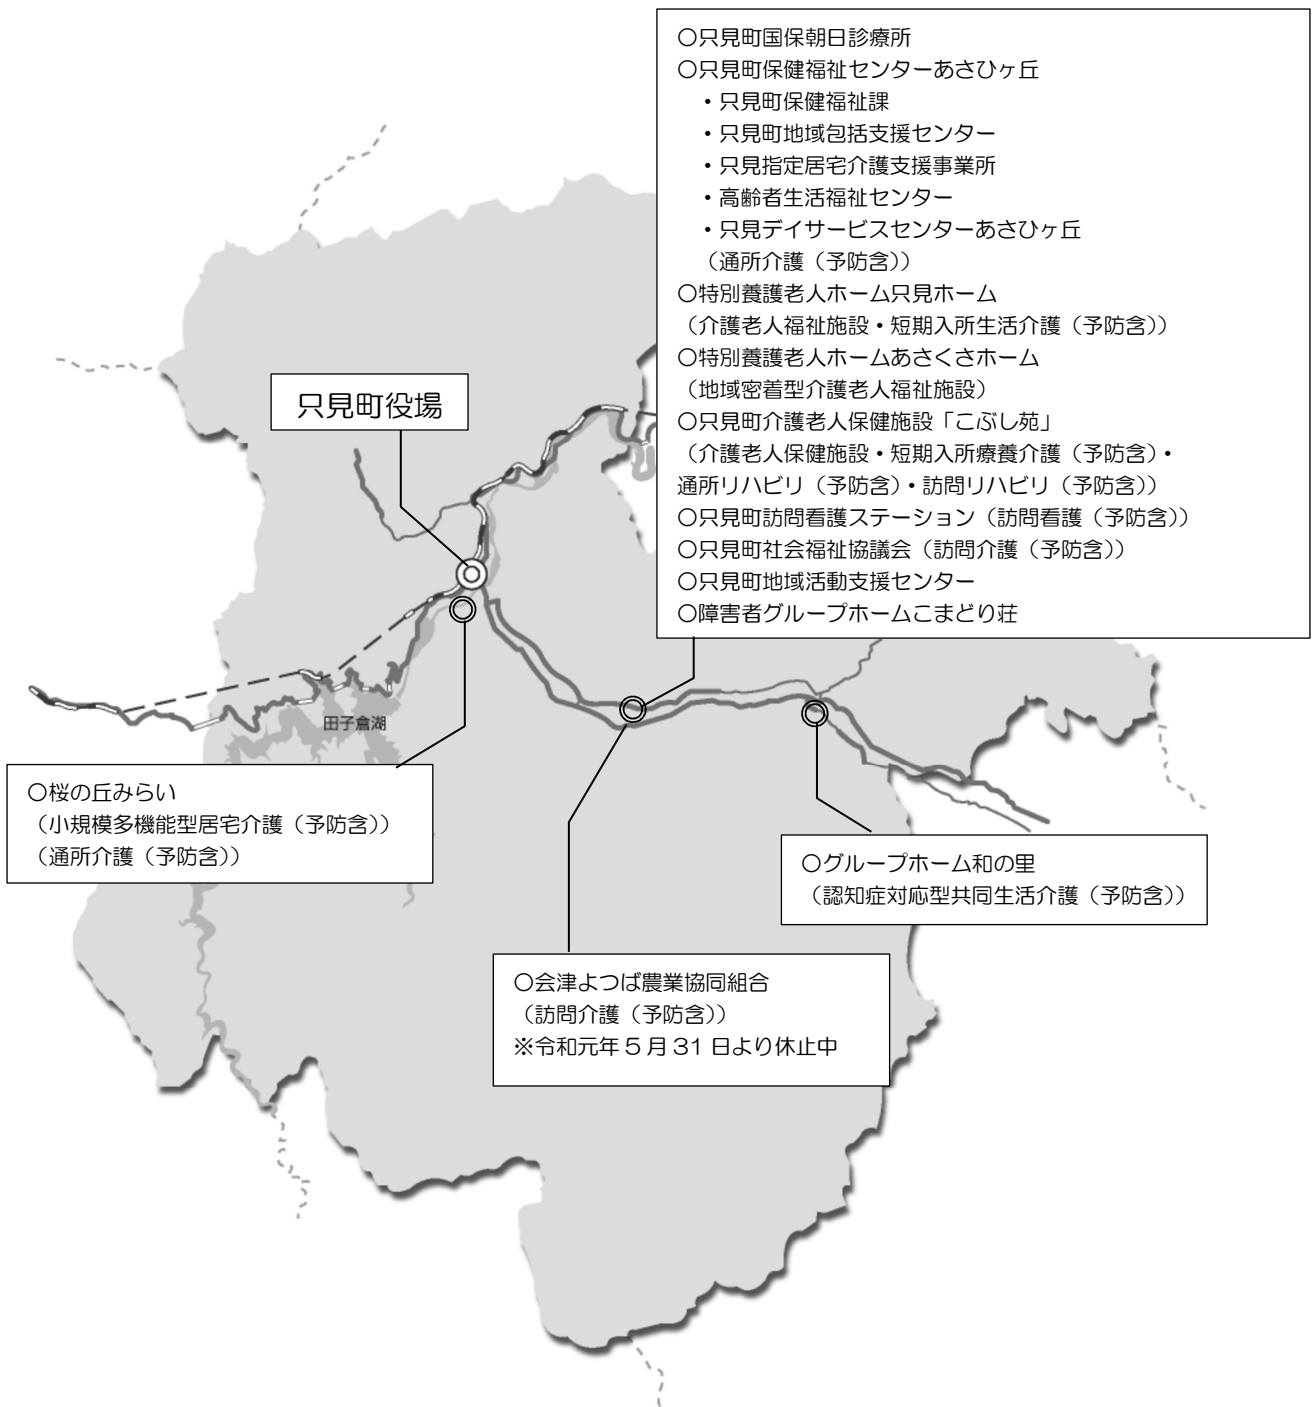 〇只見町国保朝日診療所
〇只見町保健福祉センターあさひヶ丘
・只見町保健福祉課
・只見町地域包括支援センター
・只見指定居宅介護支援事業所
・高齢者生活福祉センター
・只見デイサービスセンターあさひヶ丘
（通所介護（予防含））
〇特別養護老人ホーム只見ホーム
（介護老人福祉施設・短期入所生活介護（予防含））
〇特別養護老人ホームあさくさホーム
（地域密着型介護老人福祉施設）
〇只見町介護老人保健施設「こぶし苑」
（介護老人保健施設・短期入所療養介護（予防含）・
通所リハビリ（予防含）・訪問リハビリ（予防含））
〇只見町訪問看護ステーション（訪問看護（予防含））
〇只見町社会福祉協議会（訪問介護（予防含））
〇只見町地域活動支援センター
〇障害者グループホームこまどり荘
只見町役場
田子倉湖
〇桜の丘みらい
（小規模多機能型居宅介護（予防含））
（通所介護（予防含））
〇グループホーム和の里
（認知症対応型共同生活介護（予防含））
〇会津よつば農業協同組合
（訪問介護（予防含））
※令和元年５月 31 日より休止中